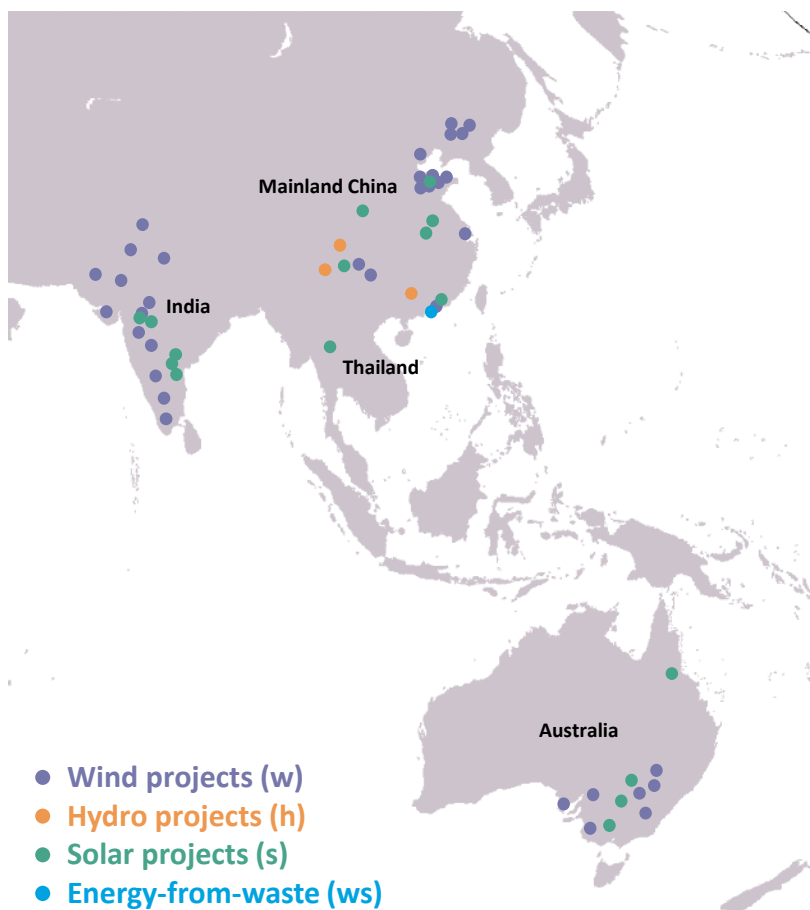 Mainland China
India
Thailand
Australia
Wind projects (w)
Hydro projects (h)
Solar projects (s)
Energy-from-waste (ws)